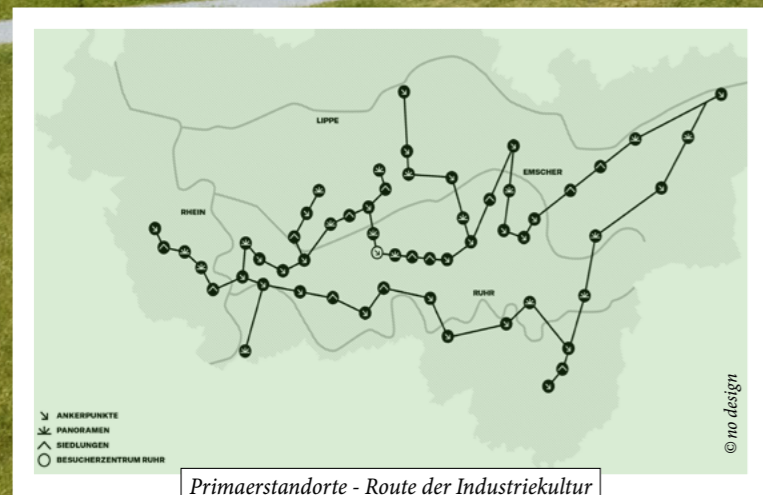 LIPPE
EMSCHER
RHEIN
RUHR
ANKERPUNKTE
PANORAMEN
SIEDLUNGEN
BESUCHERZENTRUM RUHR
© no design
Primaerstandorte - Route der Industriekultur